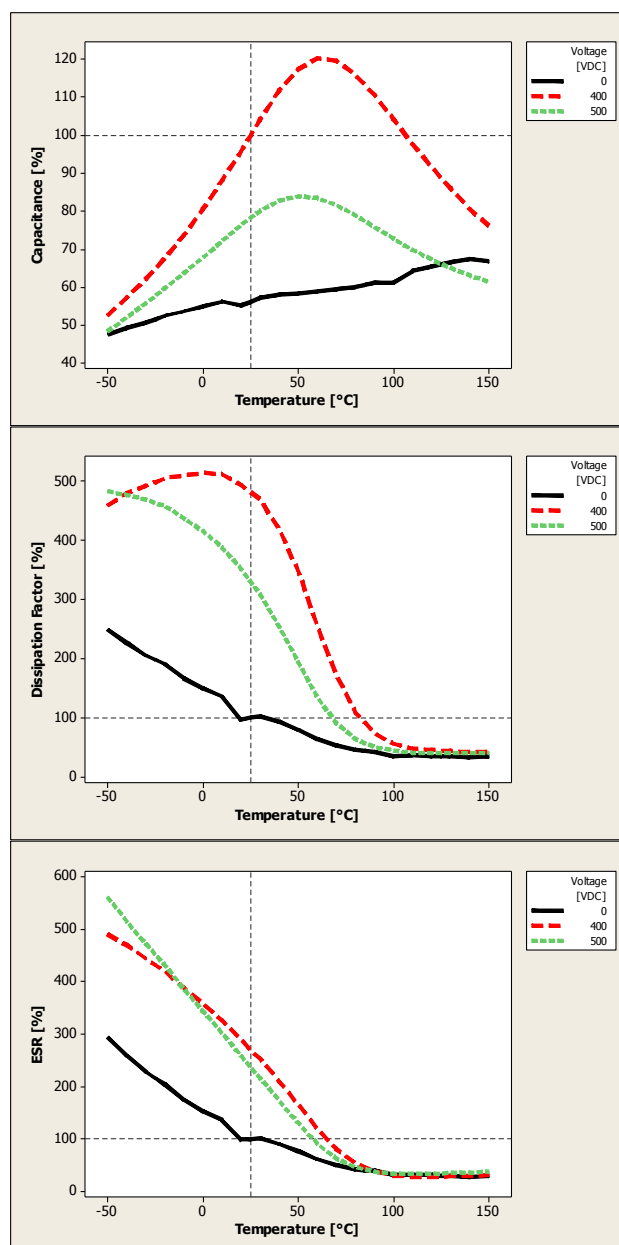 120
110
100
90
80
70
60
50
40
Capacitance [%]
-50 0 50 100 150
Temperature [°C]
Voltage
[VDC]
0
400
500
500
400
300
200
100
0
Dissipation Factor [%]
-50 0 50 100 150
Temperature [°C]
Voltage
[VDC]
0
400
500
600
500
400
300
200
100
0
ESR [%]
-50 0 50 100 150
Temperature [°C]
Voltage
[VDC]
0
400
500